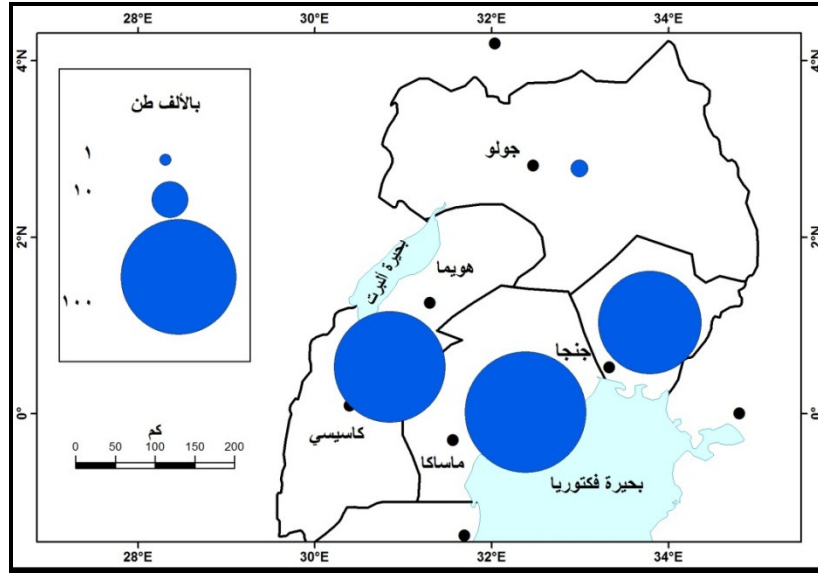 28°E 30°E 32°E 34°E
4°N 4°N
بالألف طن
١
١٠
١٠٠
جولو
2°N 2°N
بحيرة ألبرت
هويما
جنجا
0° 0°
كاسيسي
ماساكا
بحيرة فكتوريا
كم
0 50 100 150 200
28°E 30°E 32°E 34°E